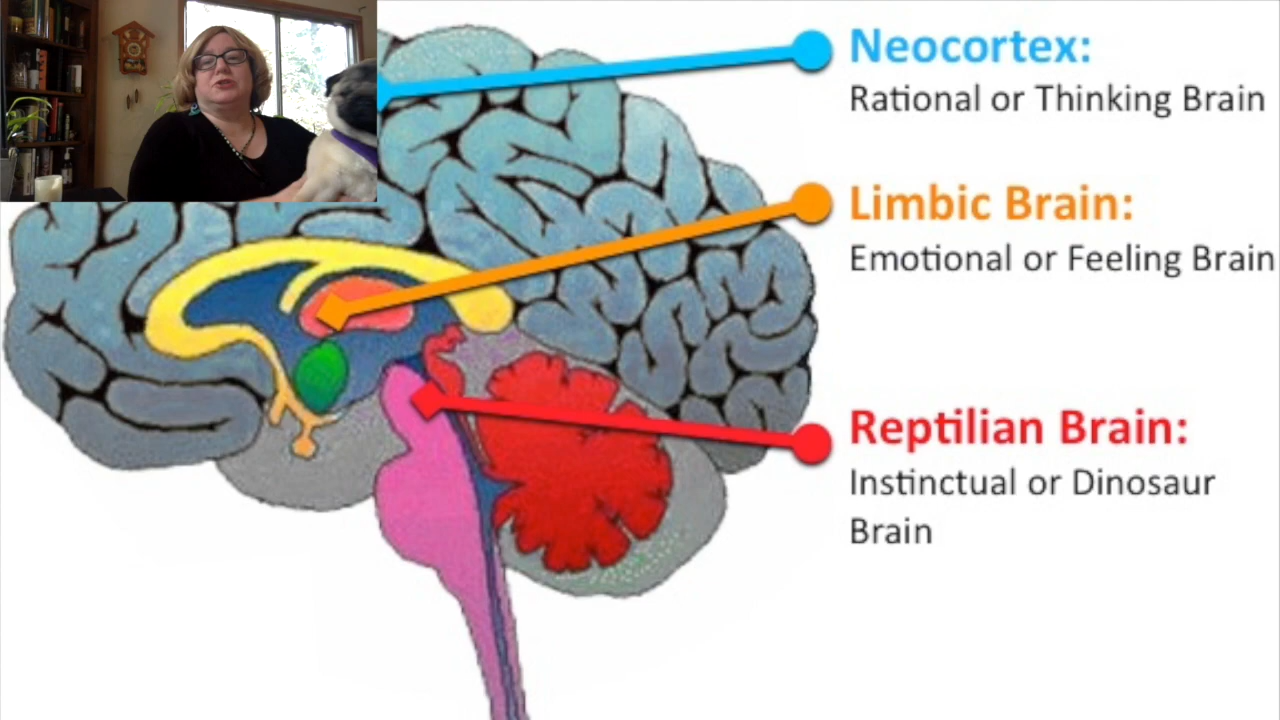 Neocortex:
Rational or Thinking Brain
Limbic Brain:
Emotional or Feeling Brain
Reptilian Brain:
Instinctual or Dinosaur
Brain